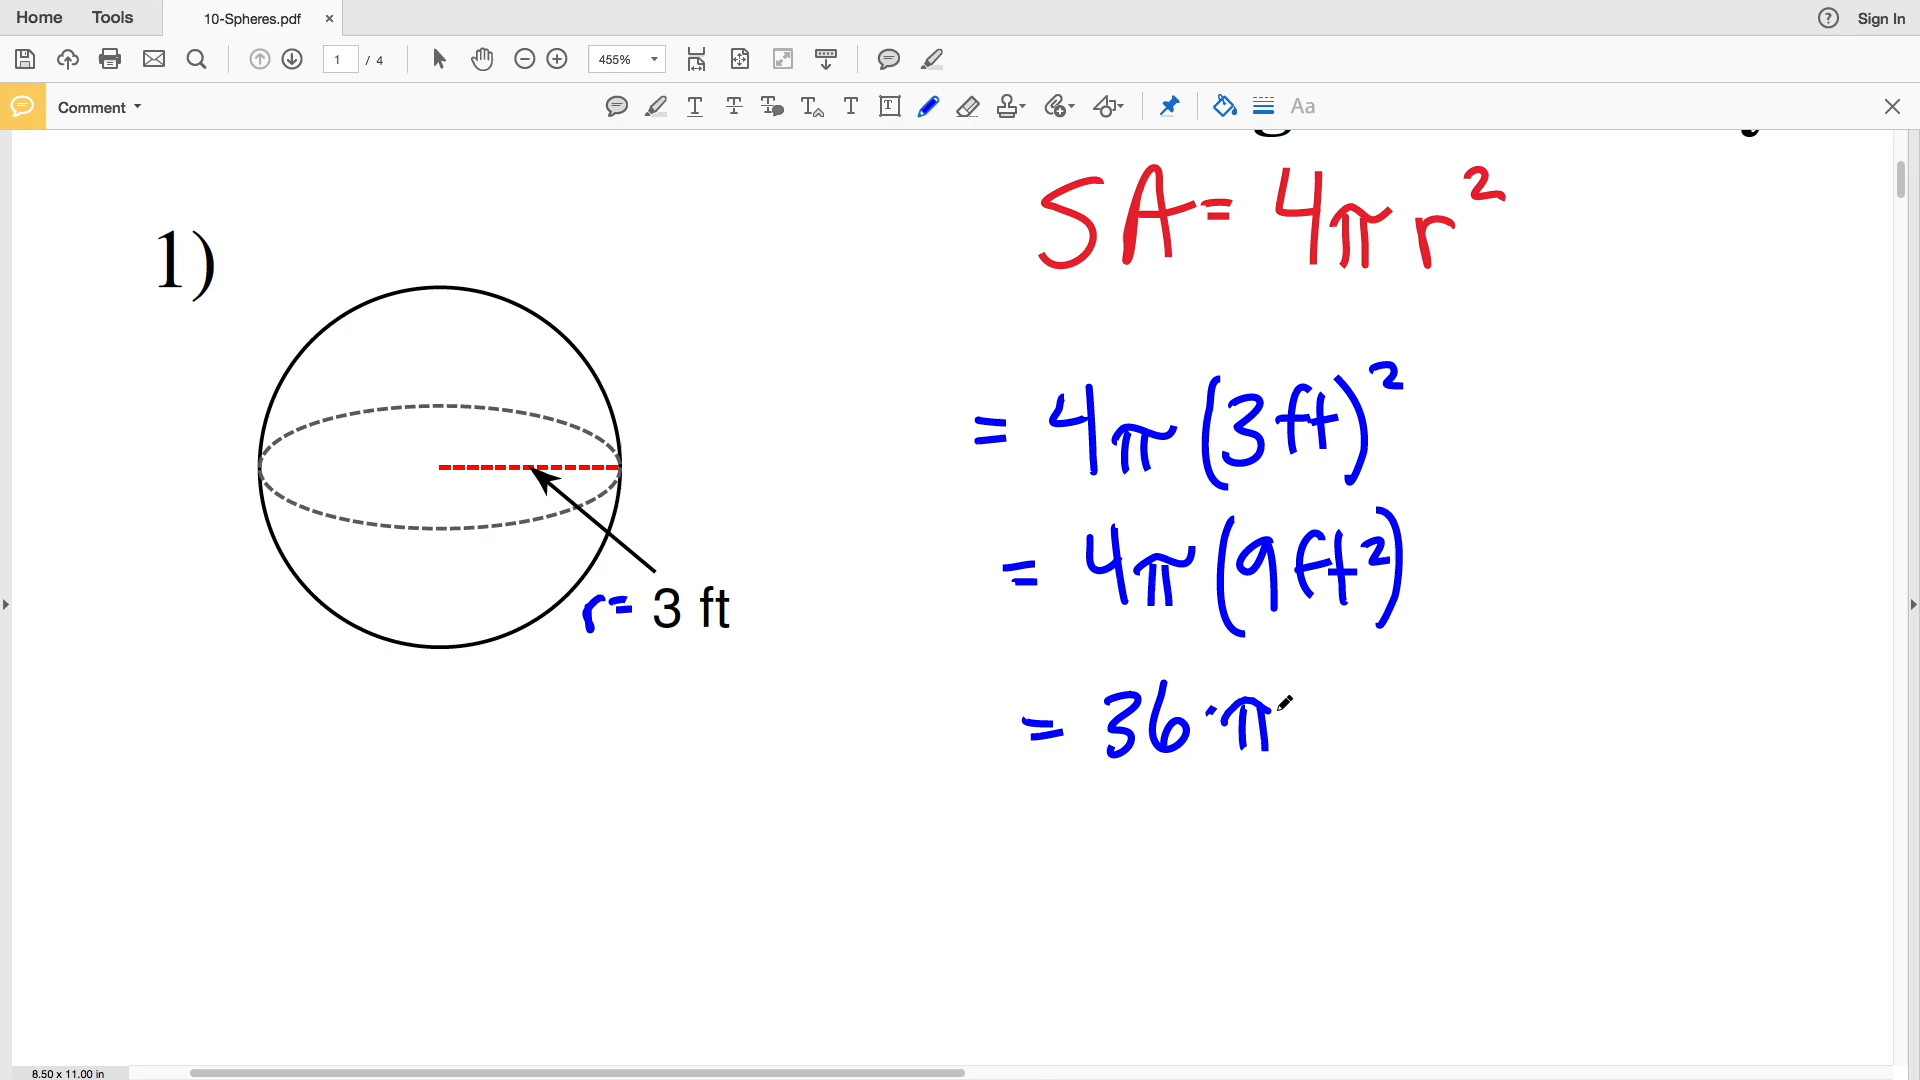 Home Tools 10-Spheres.pdf × ? Sign In
1 / 4 455%
Comment T T T T T T Aa
SA = 4πr²
1)
= 4π(3ft)²
= 4π(9ft²)
r= 3 ft
= 36·π
8.50 x 11.00 in